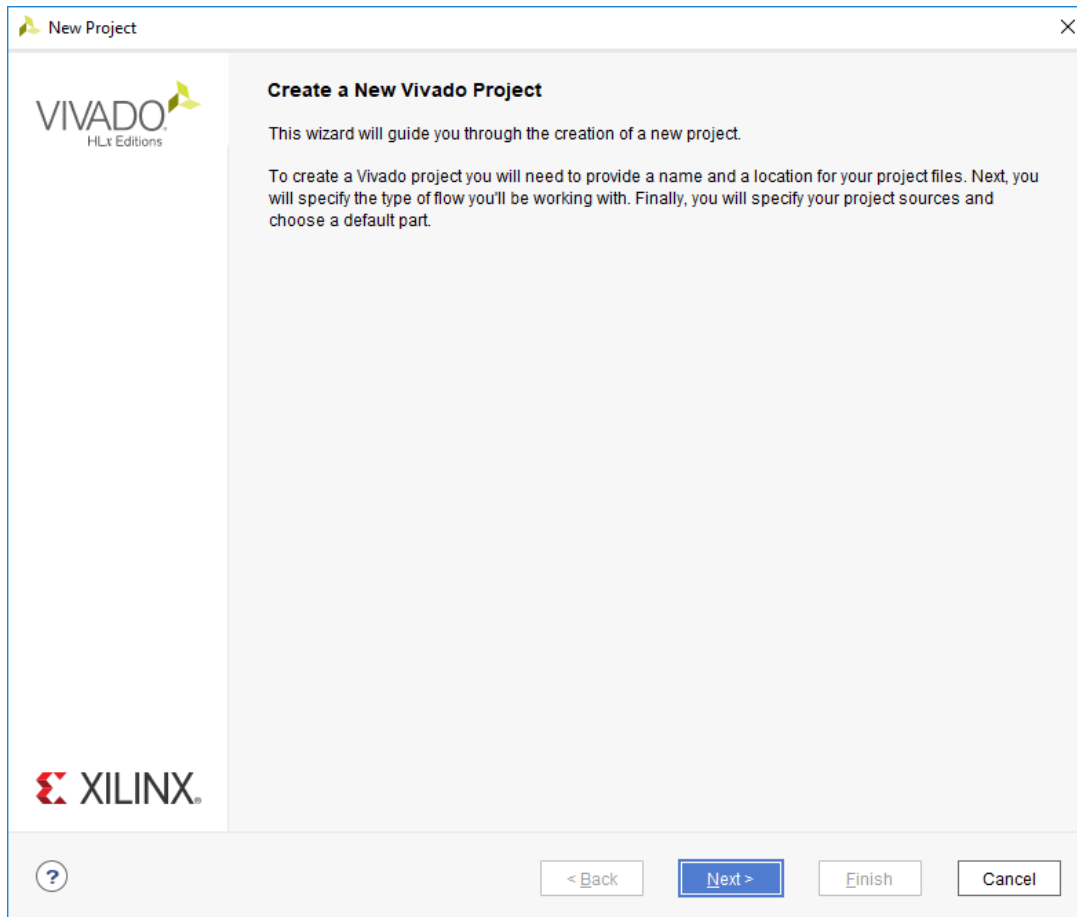 New Project
VIVADO
HLx Editions
Create a New Vivado Project
This wizard will guide you through the creation of a new project.
To create a Vivado project you will need to provide a name and a location for your project files. Next, you
will specify the type of flow you'll be working with. Finally, you will specify your project sources and
choose a default part.
XILINX®
?
< Back
Next >
Finish
Cancel